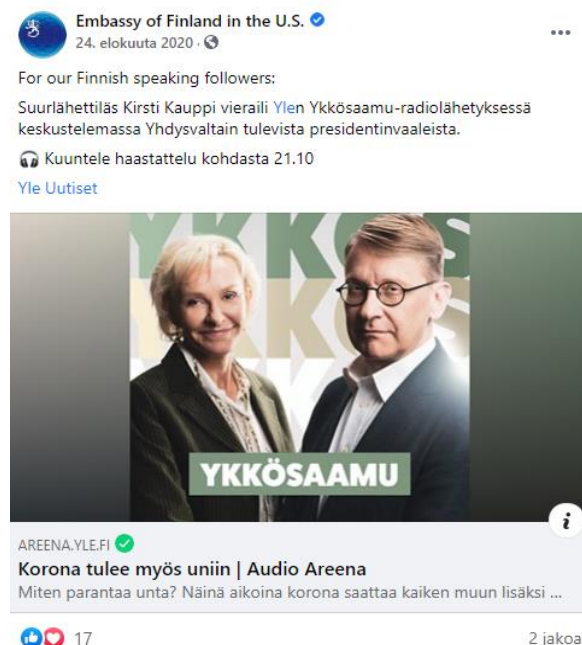 Embassy of Finland in the U.S.
24. elokuuta 2020 ·
For our Finnish speaking followers:
Suurlähettiläs Kirsti Kauppi vieraili Ylen Ykkösaamu-radiolähetyksessä
keskustelemassa Yhdysvaltain tulevista presidentinvaaleista.
🎧 Kuuntele haastattelu kohdasta 21.10
Yle Uutiset
YKKÖS
YKKÖS
YKKÖSAAMU
i
AREENA.YLE.FI
Korona tulee myös uniin | Audio Areena
Miten parantaa unta? Näinä aikoina korona saattaa kaiken muun lisäksi ...
17
2 jakoa